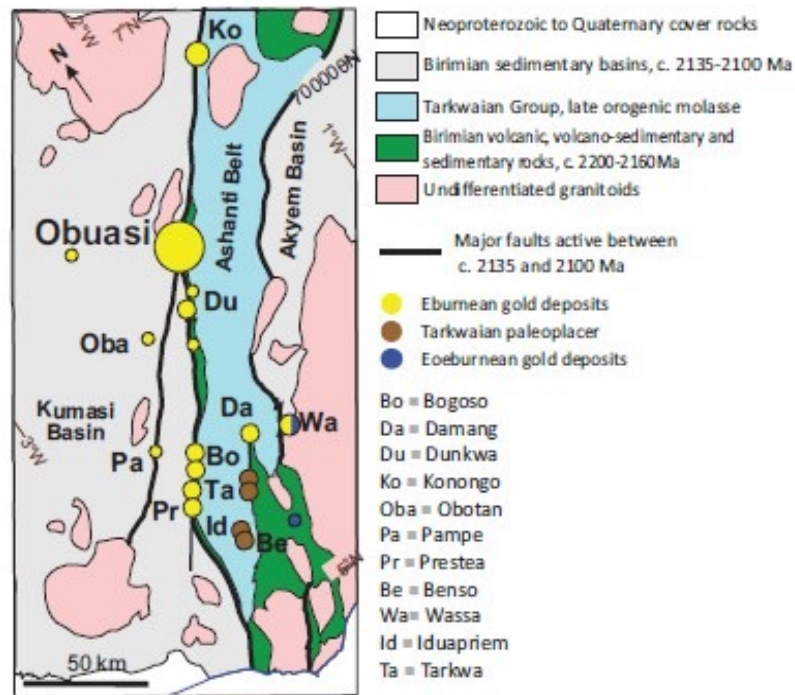 2°W
7°N
N
Ko
700000N
1°W
Ashanti Belt
Akyem Basin
Obuasi
Du
Oba
Kumasi
Basin
3°W
Da
Wa
Pa
Bo
Ta
Pr
Id
Be
50 km
Neoproterozoic to Quaternary cover rocks
Birimian sedimentary basins, c. 2135-2100 Ma
Tarkwaian Group, late orogenic molasse
Birimian volcanic, volcano-sedimentary and
sedimentary rocks, c. 2200-2160Ma
Undifferentiated granitoids
Major faults active between
c. 2135 and 2100 Ma
Eburnean gold deposits
Tarkwaian paleoplacer
Eoeburnean gold deposits
Bo = Bogoso
Da = Damang
Du = Dunkwa
Ko = Konongo
Oba = Obotan
Pa = Pampe
Pr = Prestea
Be = Benso
Wa= Wassa
Id = Iduapriem
Ta = Tarkwa